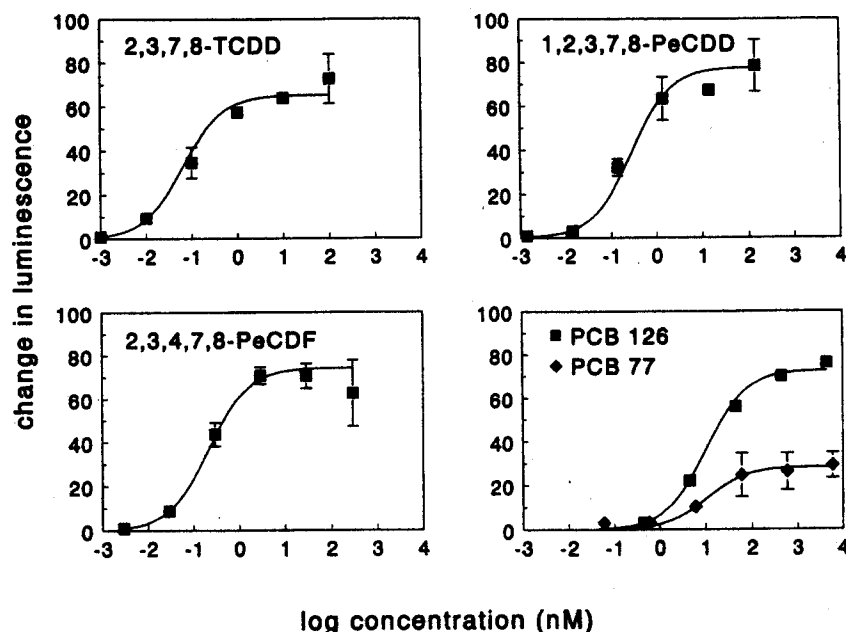 2,3,7,8-TCDD
100
80
60
40
20
0
-3 -2 -1 0 1 2 3 4
1,2,3,7,8-PeCDD
100
80
60
40
20
0
-3 -2 -1 0 1 2 3 4
2,3,4,7,8-PeCDF
100
80
60
40
20
0
-3 -2 -1 0 1 2 3 4
PCB 126
PCB 77
100
80
60
40
20
0
-3 -2 -1 0 1 2 3 4
change in luminescence
log concentration (nM)